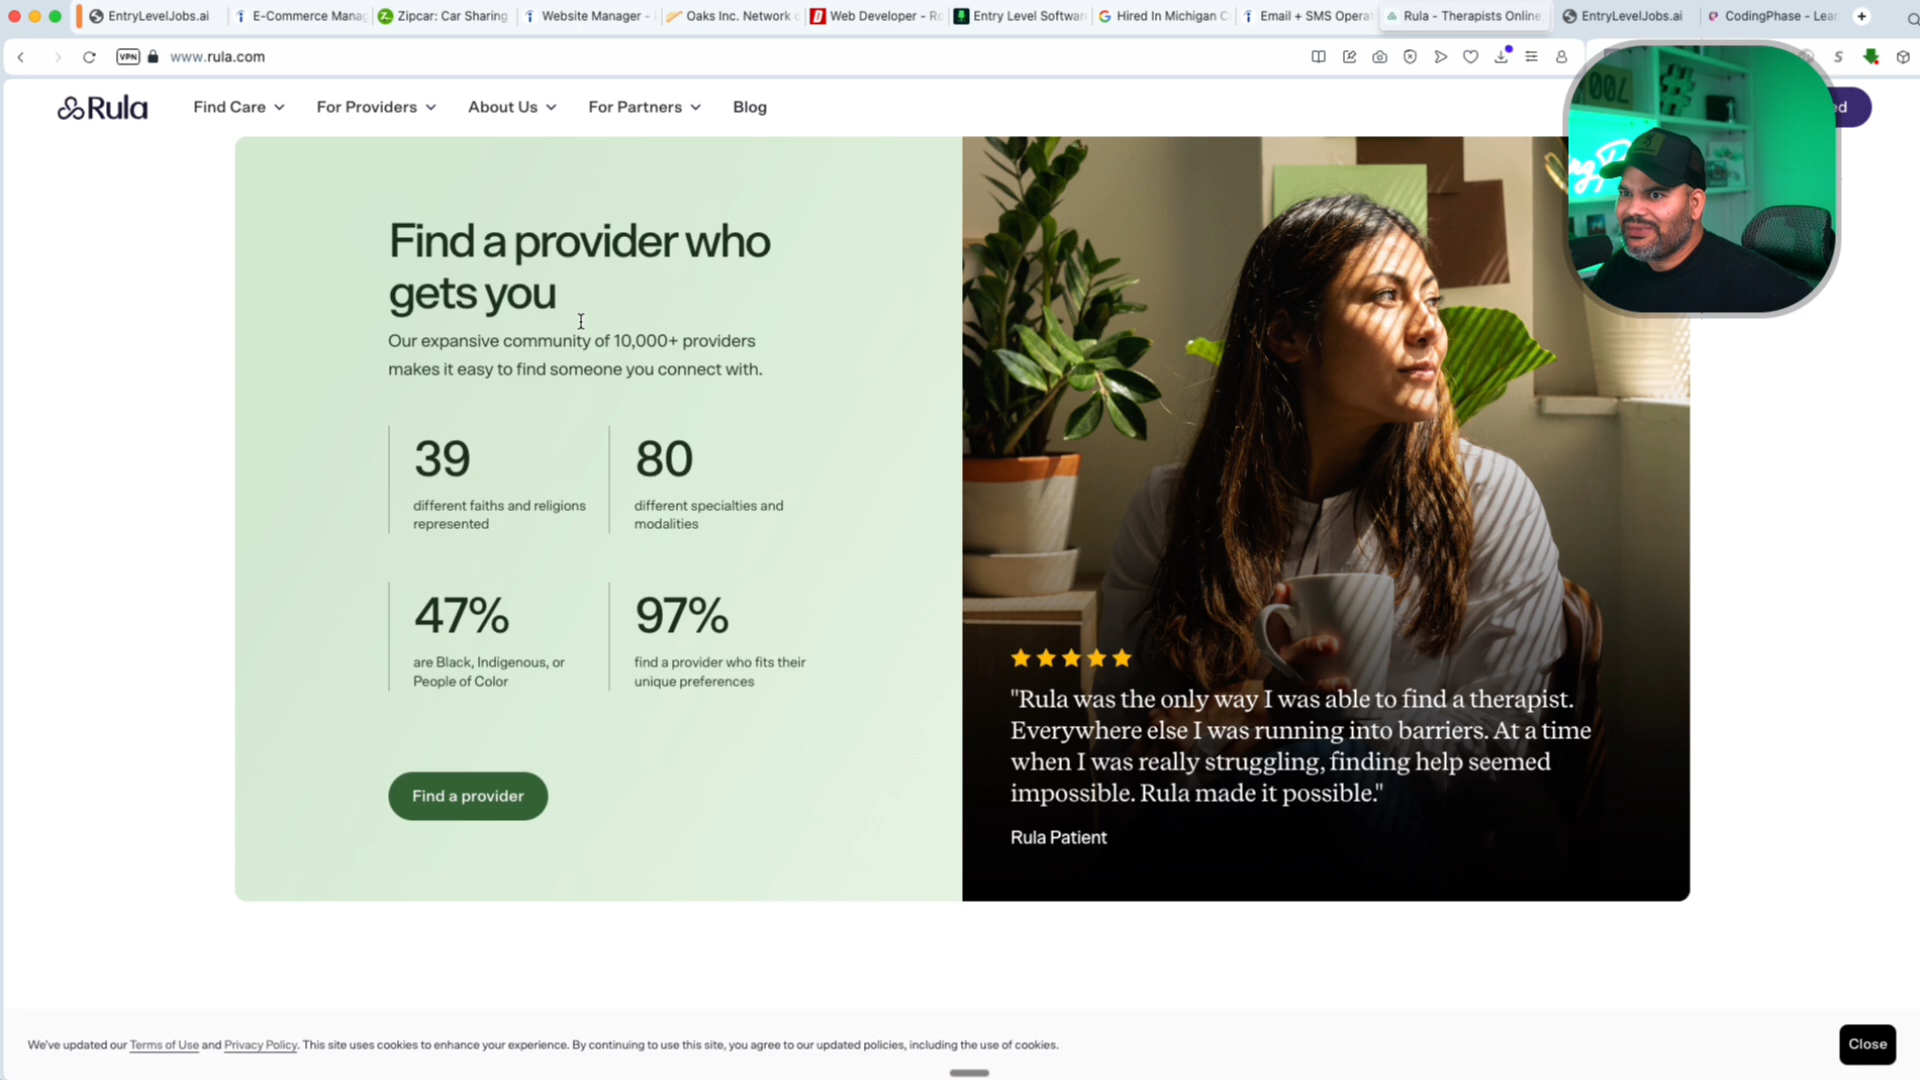 EntryLevelJobs.ai
E-Commerce Mana
Zipcar: Car Sharing
Website Manager -
Oaks Inc. Network
Web Developer - Ro
Entry Level Softwar
Hired In Michigan C
Email + SMS Operat
Rula - Therapists Online
EntryLevelJobs.ai
CodingPhase - Lear
VPN
www.rula.com
Rula
Find Care
For Providers
About Us
For Partners
Blog
Find a provider who
gets you
Our expansive community of 10,000+ providers
makes it easy to find someone you connect with.
39
different faiths and religions
represented
80
different specialties and
modalities
47%
are Black, Indigenous, or
People of Color
97%
find a provider who fits their
unique preferences
Find a provider
"Rula was the only way I was able to find a therapist.
Everywhere else I was running into barriers. At a time
when I was really struggling, finding help seemed
impossible. Rula made it possible."
Rula Patient
We've updated our Terms of Use and Privacy Policy. This site uses cookies to enhance your experience. By continuing to use this site, you agree to our updated policies, including the use of cookies.
Close